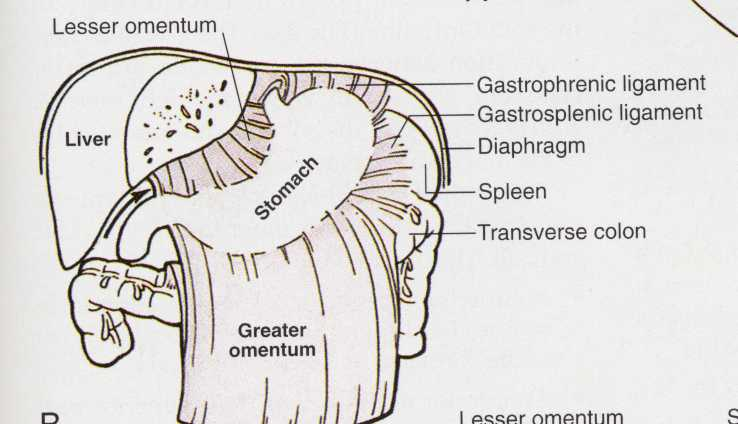 Lesser omentum
Gastrophrenic ligament
Gastrosplenic ligament
Liver
Diaphragm
Stomach
Spleen
Transverse colon
Greater
omentum
B
Lesser omentum
S